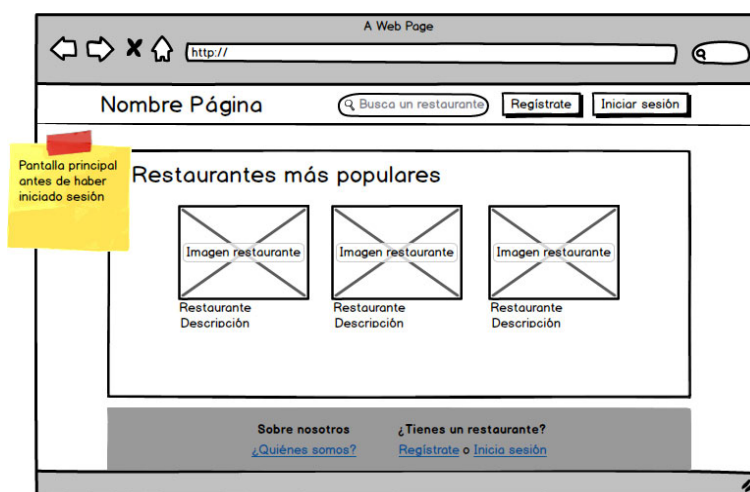 A Web Page
http://
Nombre Página
Busca un restaurante
Regístrate
Iniciar sesión
Pantalla principal
antes de haber
iniciado sesión
Restaurantes más populares
Imagen restaurante
Imagen restaurante
Imagen restaurante
Restaurante
Descripción
Restaurante
Descripción
Restaurante
Descripción
Sobre nosotros
¿Quiénes somos?
¿Tienes un restaurante?
Regístrate o Inicia sesión